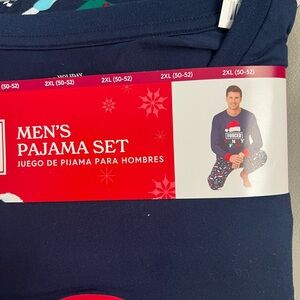 HOLIDAY
(50-52) 2XL (50-52) 2XL (50-52) 2XL (50-52) 2XL (50-52)
MEN'S
PAJAMA SET
JUEGO DE PIJAMA PARA HOMBRES